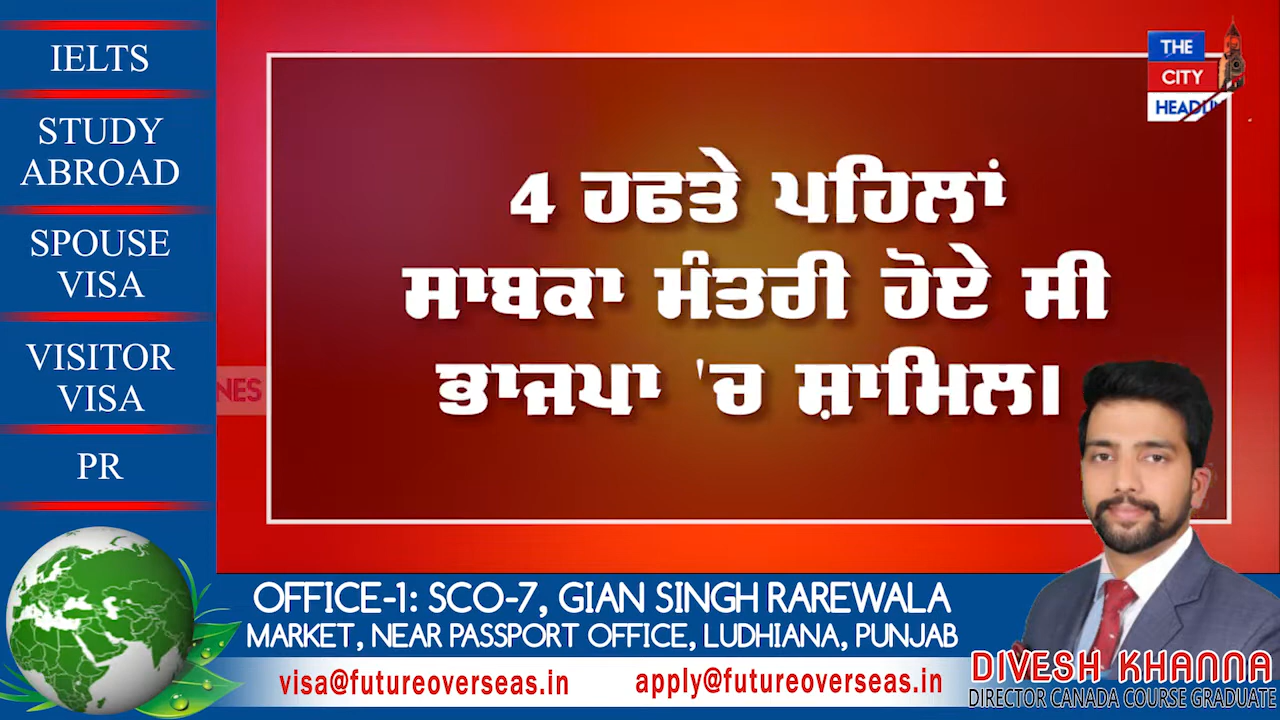 IELTS
STUDY
ABROAD
SPOUSE
VISA
VISITOR
VISA
PR
THE
CITY
4 ਹਫਤੇ ਪਹਿਲਾਂ
ਸਾਬਕਾ ਮੰਤਰੀ ਹੋਏ ਸੀ
ਭਾਜਪਾ 'ਚ ਸ਼ਾਮਿਲ।
OFFICE-1: SCO-7, GIAN SINGH RAREWALA
MARKET, NEAR PASSPORT OFFICE, LUDHIANA, PUNJAB
visa@futureoverseas.in apply@futureoverseas.in
DIVESH KHANNA
DIRECTOR CANADA COURSE GRADUATE